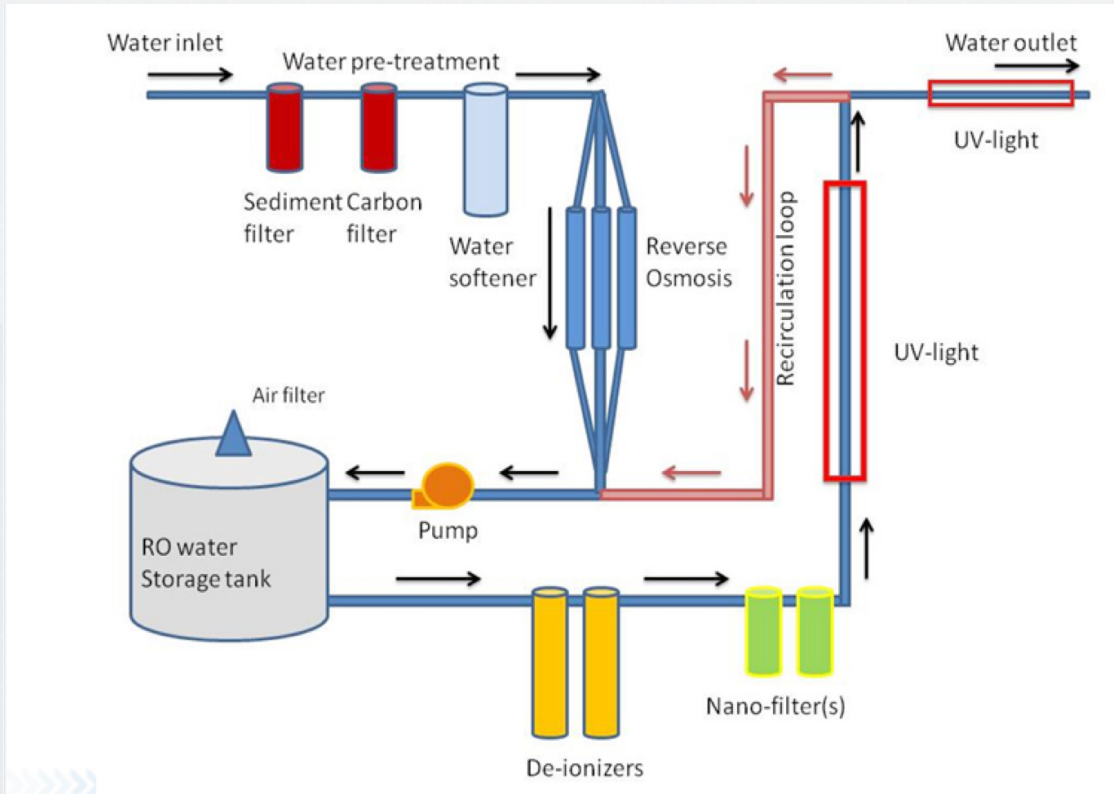 Water inlet
Water pre-treatment
Water outlet
UV-light
Sediment
filter
Carbon
filter
Water
softener
Reverse
Osmosis
Recirculation loop
UV-light
Air filter
RO water
Storage tank
Pump
Nano-filter(s)
De-ionizers